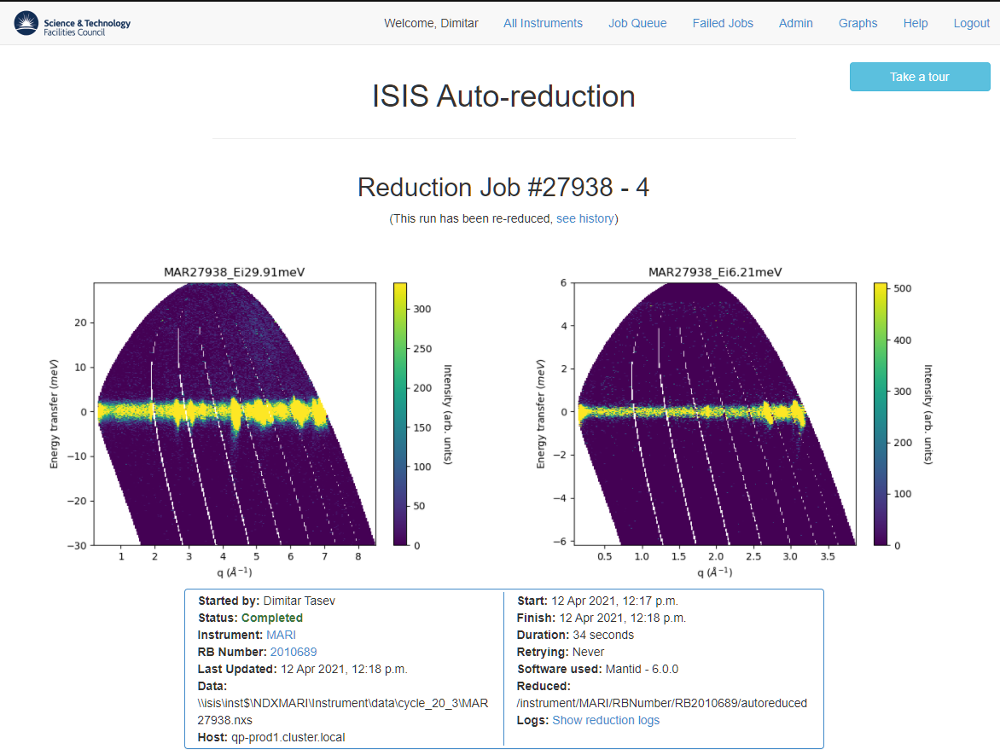 Science & Technology
Facilities Council
Welcome, Dimitar All Instruments Job Queue Failed Jobs Admin Graphs Help Logout
Take a tour
ISIS Auto-reduction
Reduction Job #27938 - 4
(This run has been re-reduced, see history)
MAR27938_Ei29.91meV
20
10
0
−10
−20
−30
Energy transfer (meV)
1 2 3 4 5 6 7 8
q (Å⁻¹)
300
250
200
150
100
50
0
Intensity (arb. units)
MAR27938_Ei6.21meV
6
4
2
0
−2
−4
−6
Energy transfer (meV)
0.5 1.0 1.5 2.0 2.5 3.0 3.5
q (Å⁻¹)
500
400
300
200
100
0
Intensity (arb. units)
Started by: Dimitar Tasev
Status: Completed
Instrument: MARI
RB Number: 2010689
Last Updated: 12 Apr 2021, 12:18 p.m.
Data:
\\isis\inst$\NDXMARI\Instrument\data\cycle_20_3\MAR
27938.nxs
Host: qp-prod1.cluster.local
Start: 12 Apr 2021, 12:17 p.m.
Finish: 12 Apr 2021, 12:18 p.m.
Duration: 34 seconds
Retrying: Never
Software used: Mantid - 6.0.0
Reduced:
/instrument/MARI/RBNumber/RB2010689/autoreduced
Logs: Show reduction logs